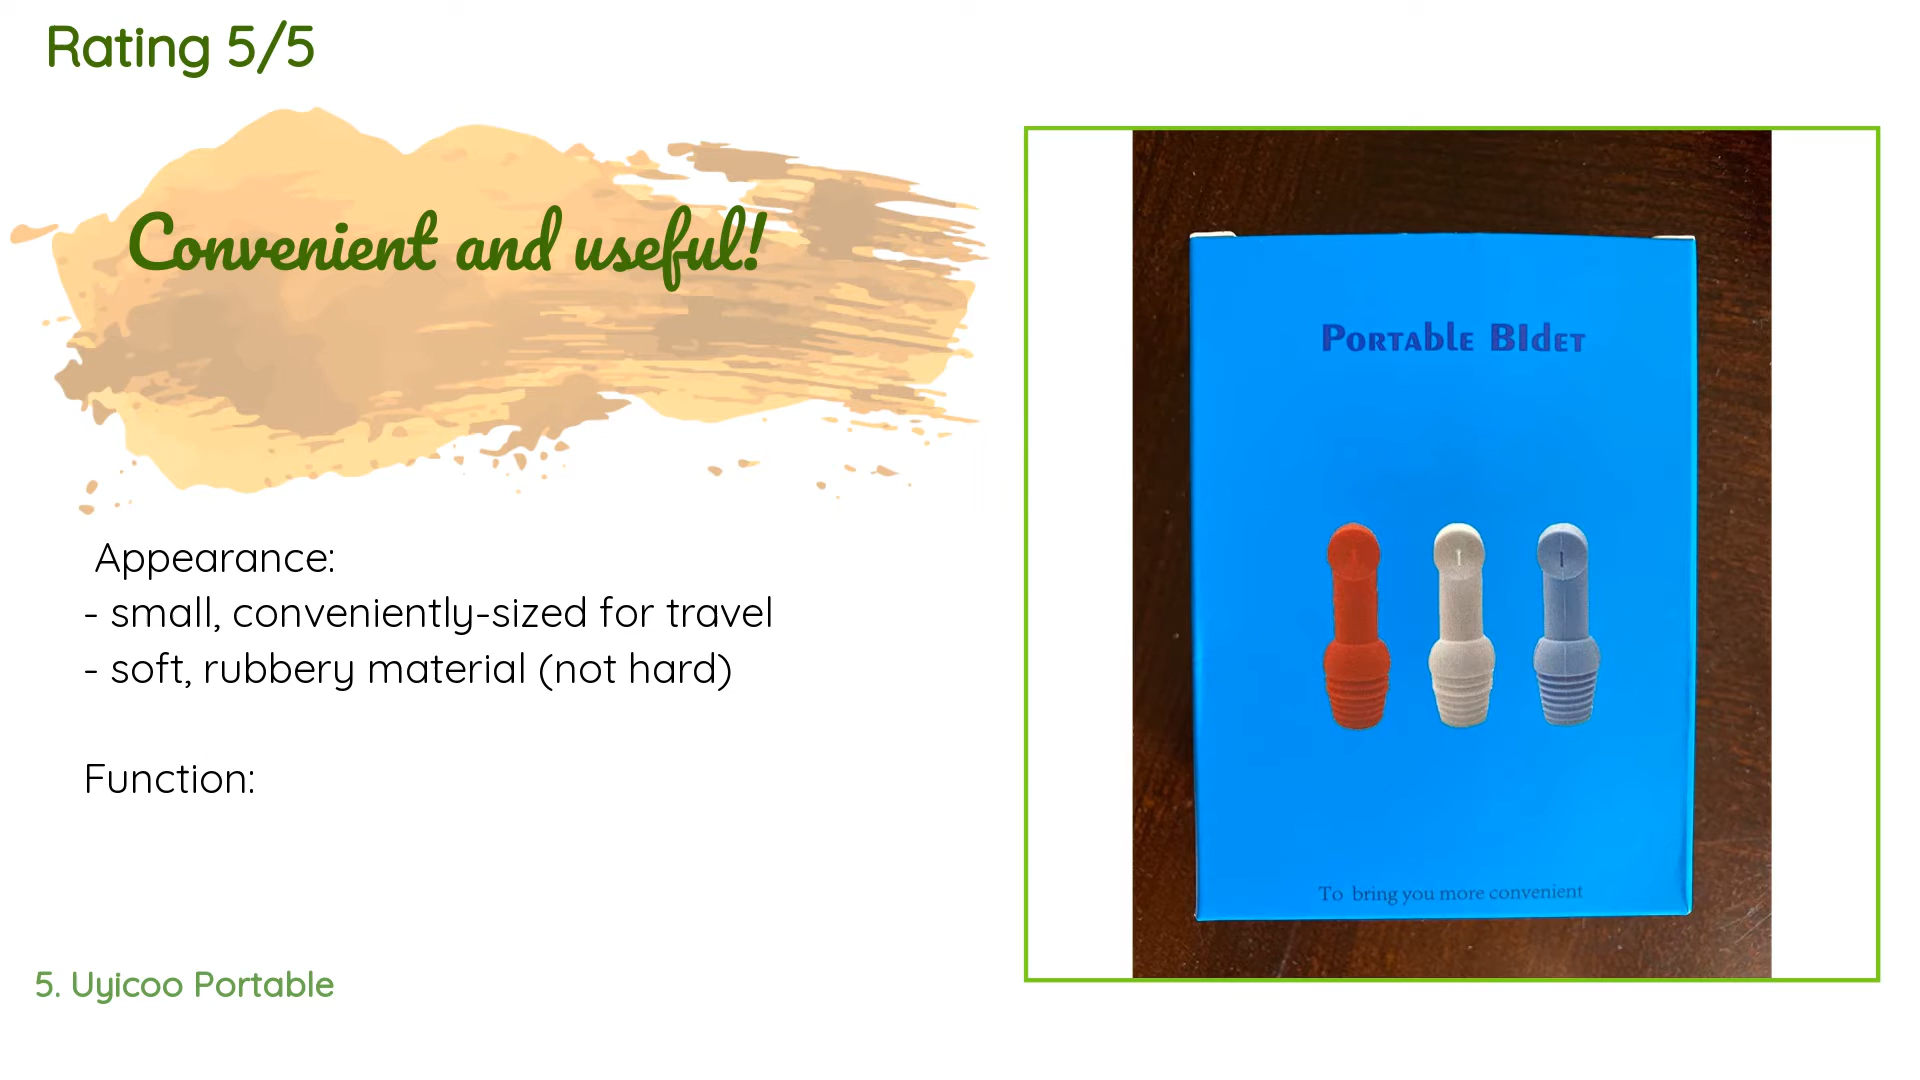 Rating 5/5
Convenient and useful!
Appearance:
- small, conveniently-sized for travel
- soft, rubbery material (not hard)
Function:
5. Uyicoo Portable
Portable BIdet
To bring you more convenient